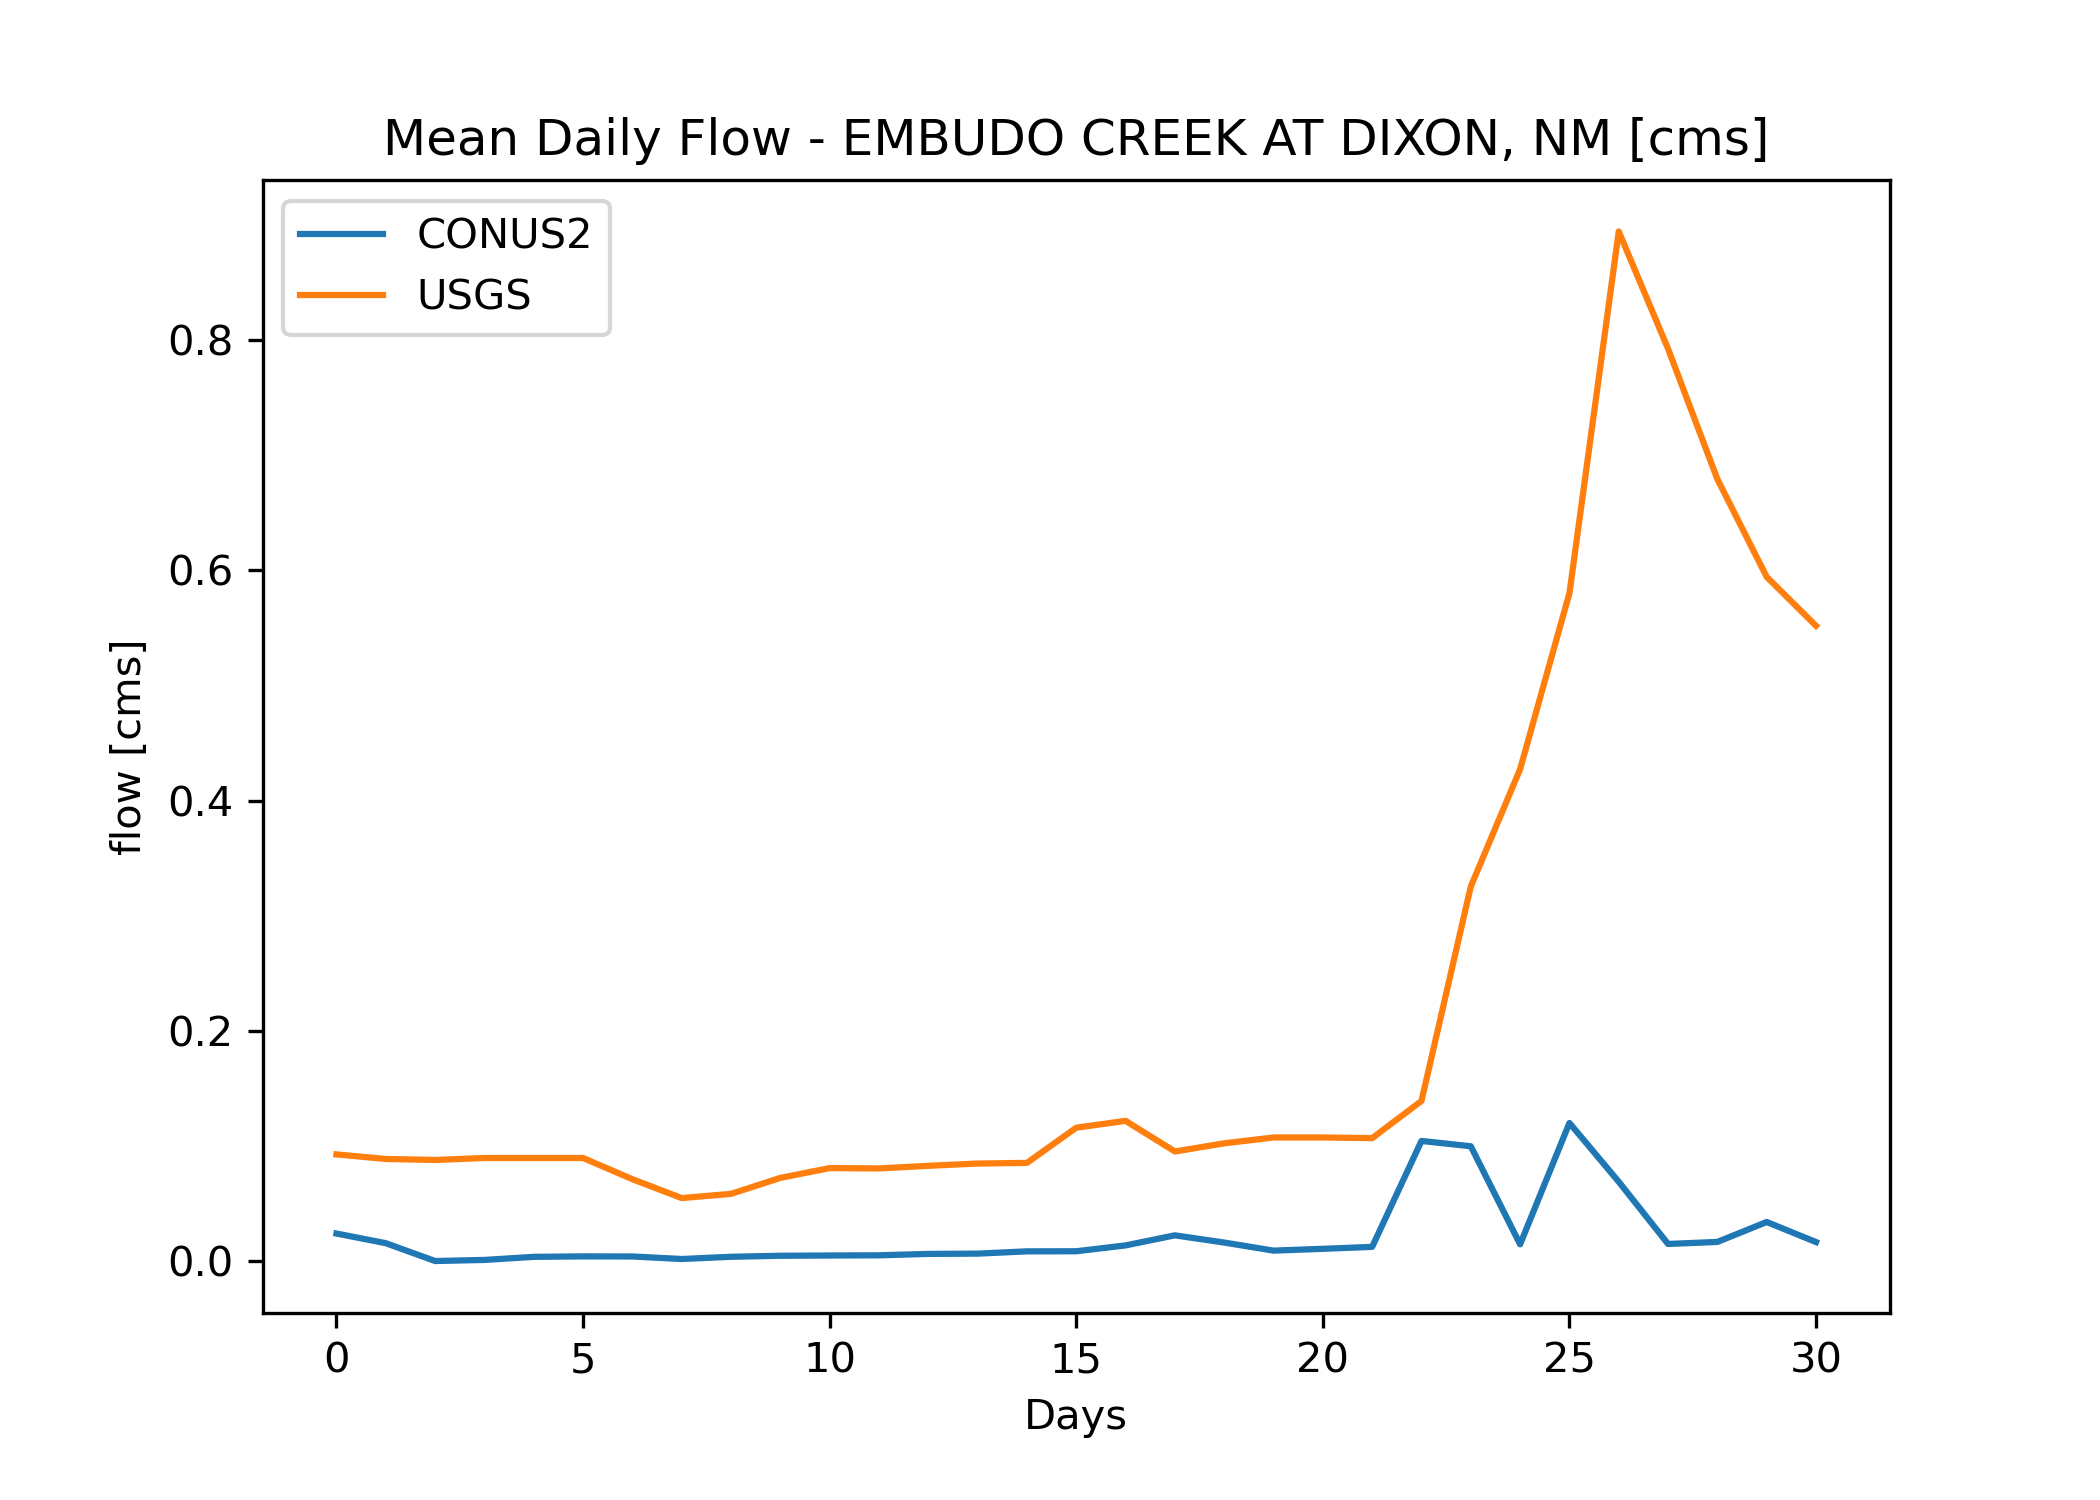 Mean Daily Flow - EMBUDO CREEK AT DIXON, NM [cms]
CONUS2
USGS
0.8
0.6
0.4
0.2
0.0
flow [cms]
0 5 10 15 20 25 30
Days